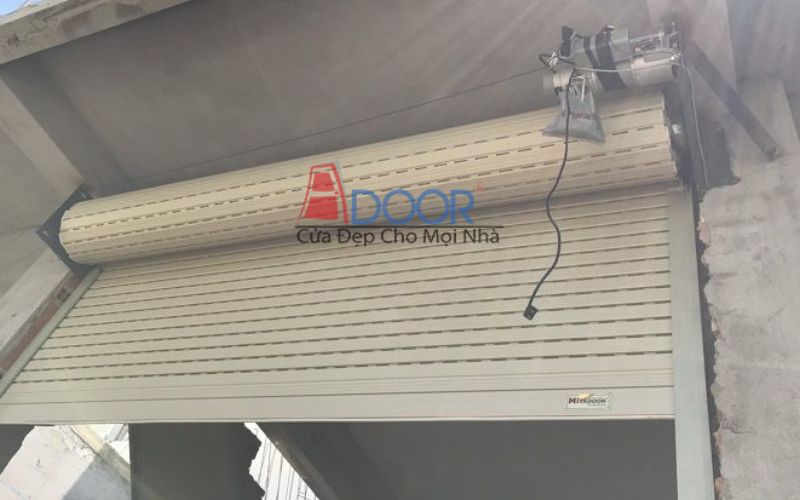 ADOOR®
Cửa Đẹp Cho Mọi Nhà
MITADOOR